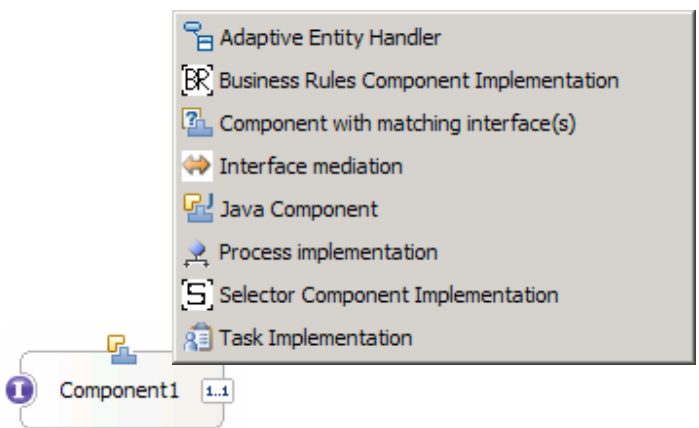 Adaptive Entity Handler
BR Business Rules Component Implementation
? Component with matching interface(s)
Interface mediation
J Java Component
Process implementation
S Selector Component Implementation
Task Implementation
I Component1 1..1